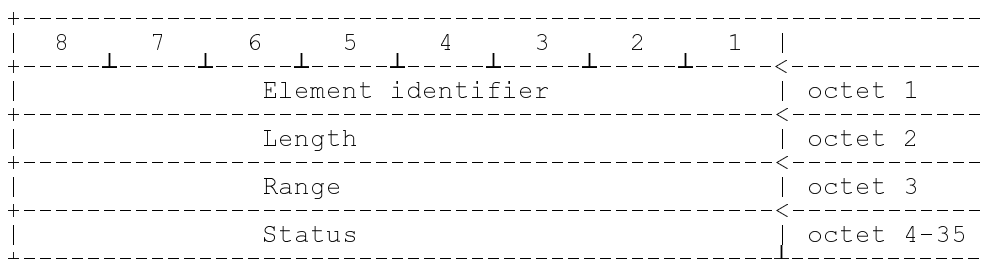 8 7 6 5 4 3 2 1
Element identifier octet 1
Length octet 2
Range octet 3
Status octet 4-35